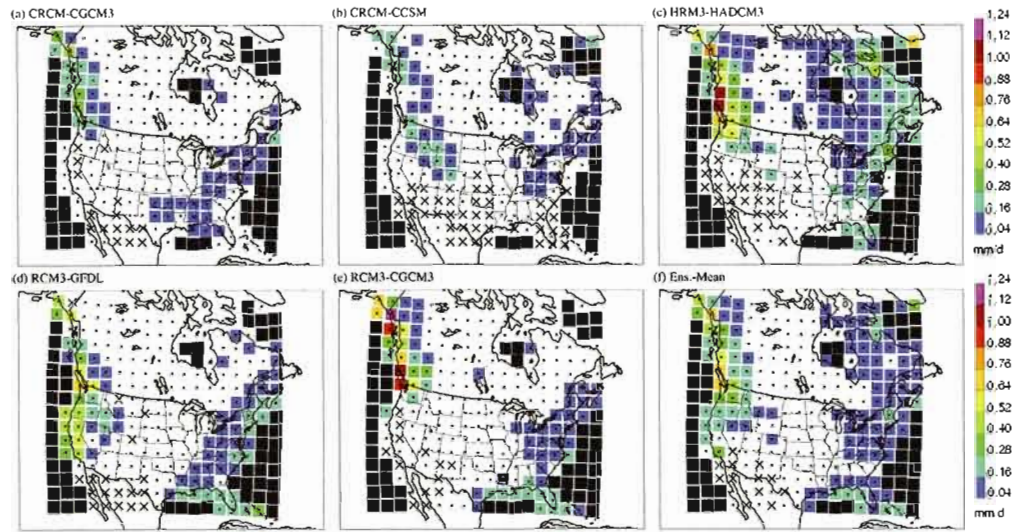 (a) CRCM-CGCM3
(b) CRCM-CCSM
(c) HRM3-HADCM3
1,24
1,12
1,00
0,88
0,76
0,64
0,52
0,40
0,28
0,16
0,04
mm/d
(d) RCM3-GFDL
(e) RCM3-CGCM3
(f) Ens.-Mean
1,24
1,12
1,00
0,88
0,76
0,64
0,52
0,40
0,28
0,16
0,04
mm d